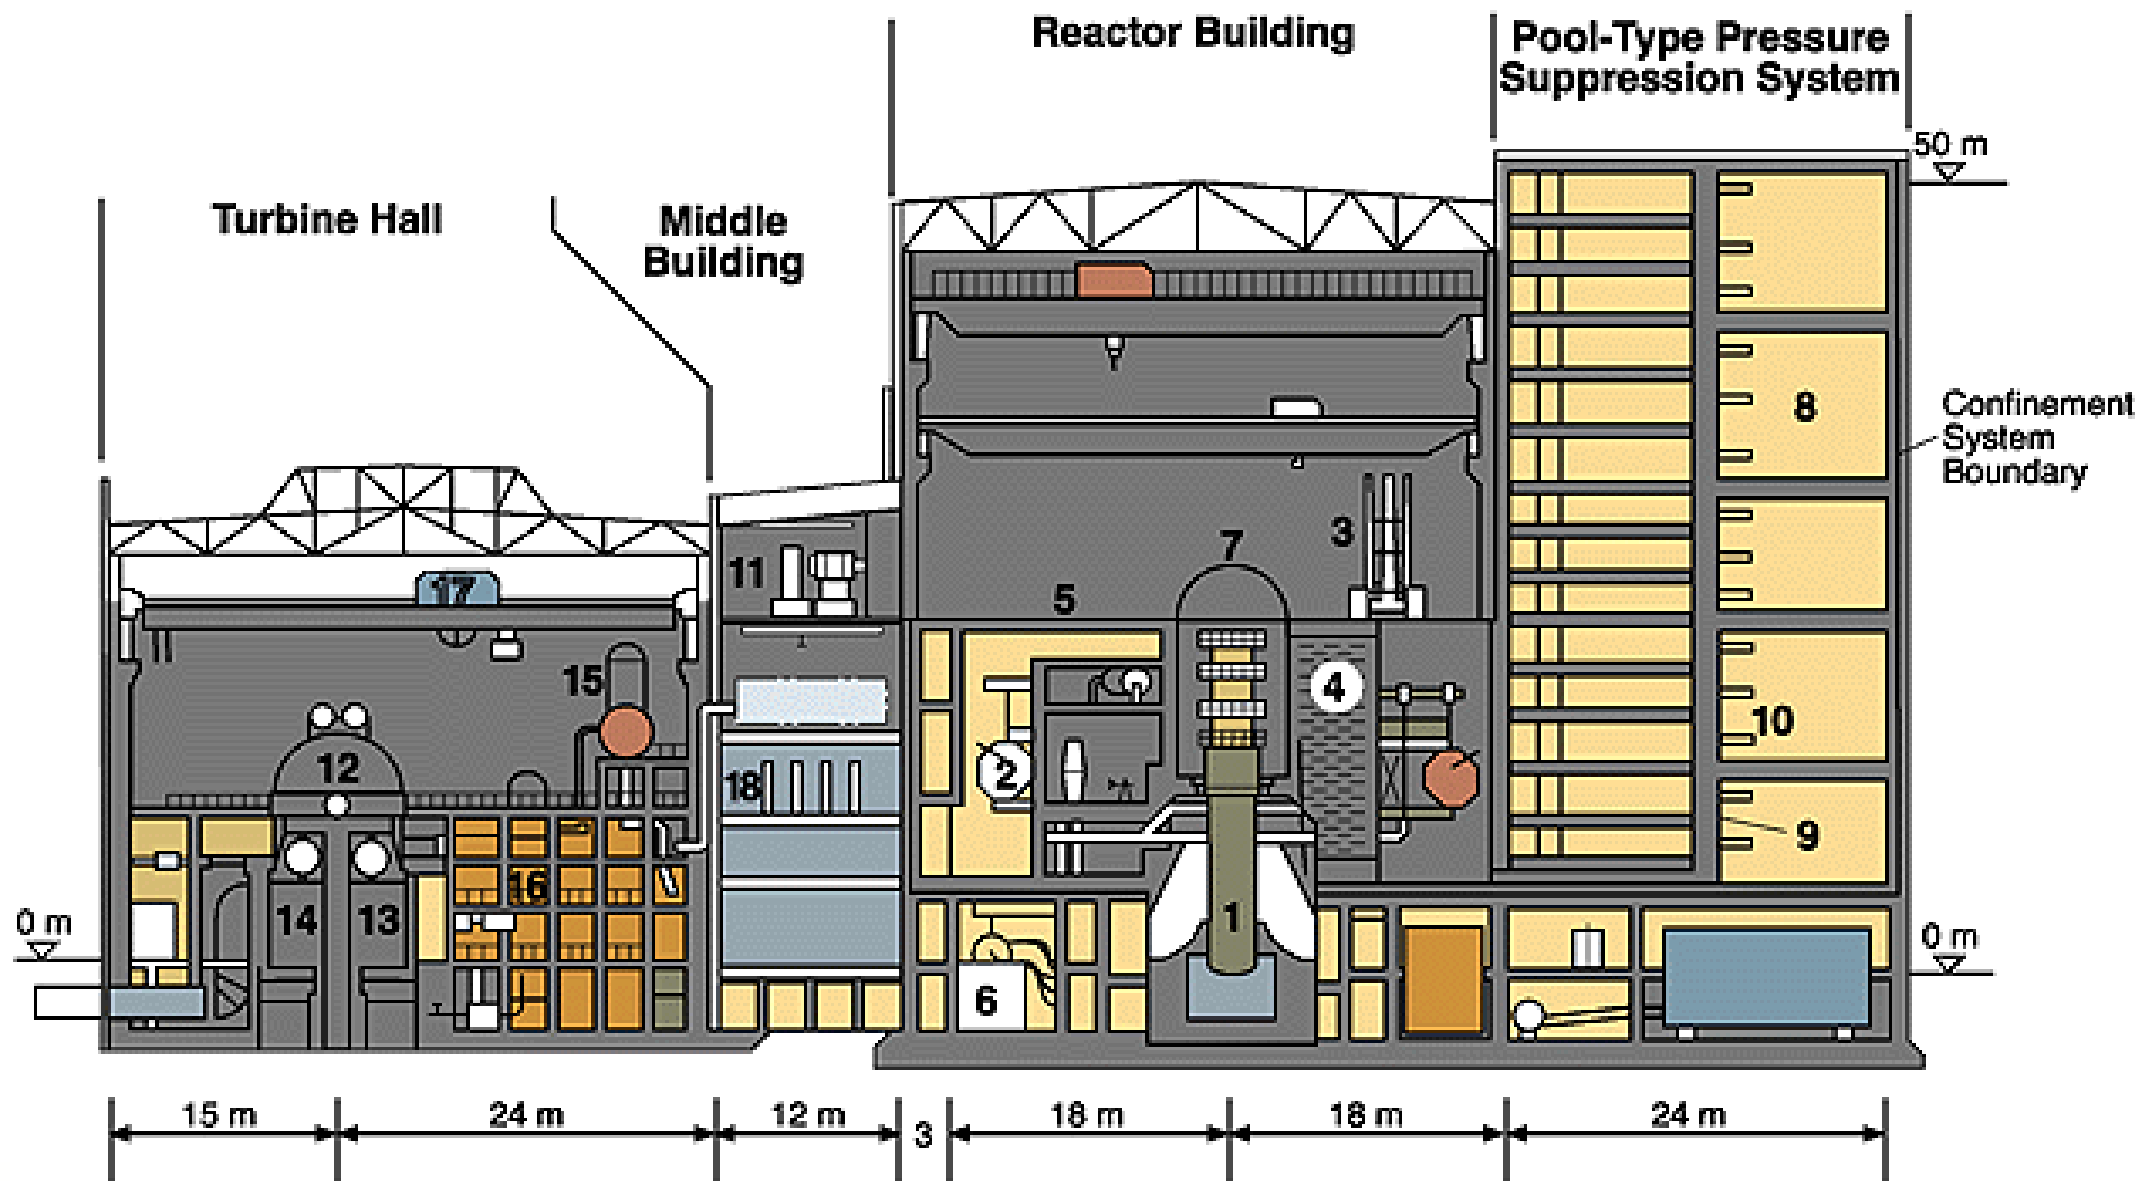 Reactor Building
Pool-Type Pressure
Suppression System
50 m
Turbine Hall
Middle
Building
8
Confinement
System
Boundary
3
7
11
5
17
15
4
10
2
12
18
9
16
1
14
13
0 m
0 m
6
15 m
24 m
12 m
3
18 m
18 m
24 m